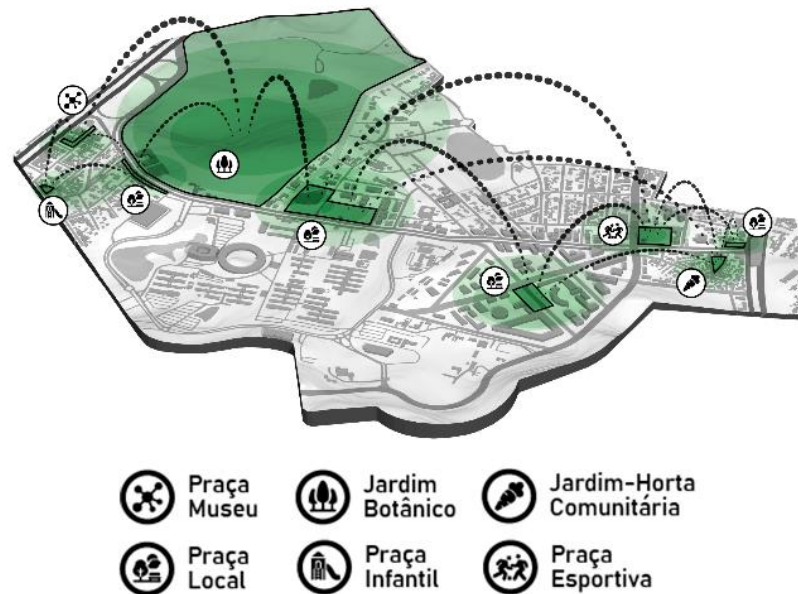 Praça
Museu
Jardim
Botânico
Jardim-Horta
Comunitária
Praça
Local
Praça
Infantil
Praça
Esportiva